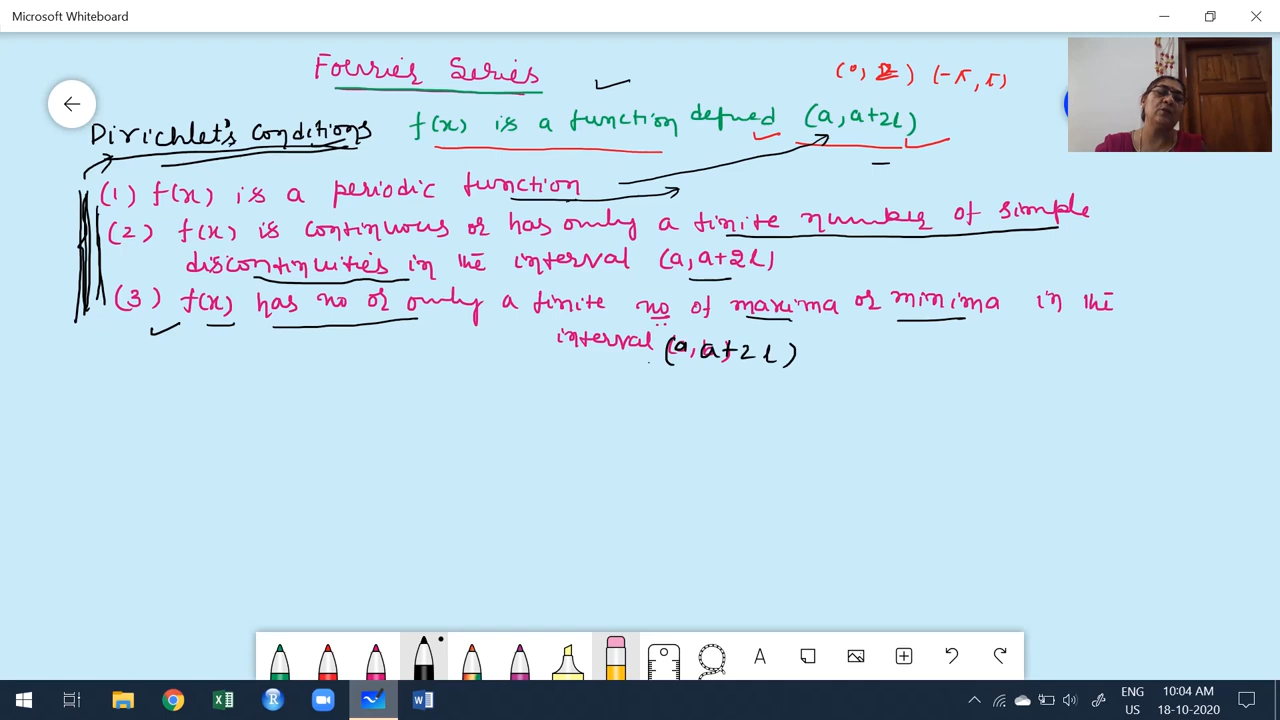 Microsoft Whiteboard
Fourier Series
(-π, π)
Dirichlet's conditions f(x) is a function defined (a, a+2l)
(1) f(x) is a periodic function
(2) f(x) is continuous or has only a finite number of simple
discontinuities in the interval (a, a+2l)
(3) f(x) has no or only a finite no of maxima or minima in the
interval (a, a+2l)
ENG
US
10:04 AM
18-10-2020